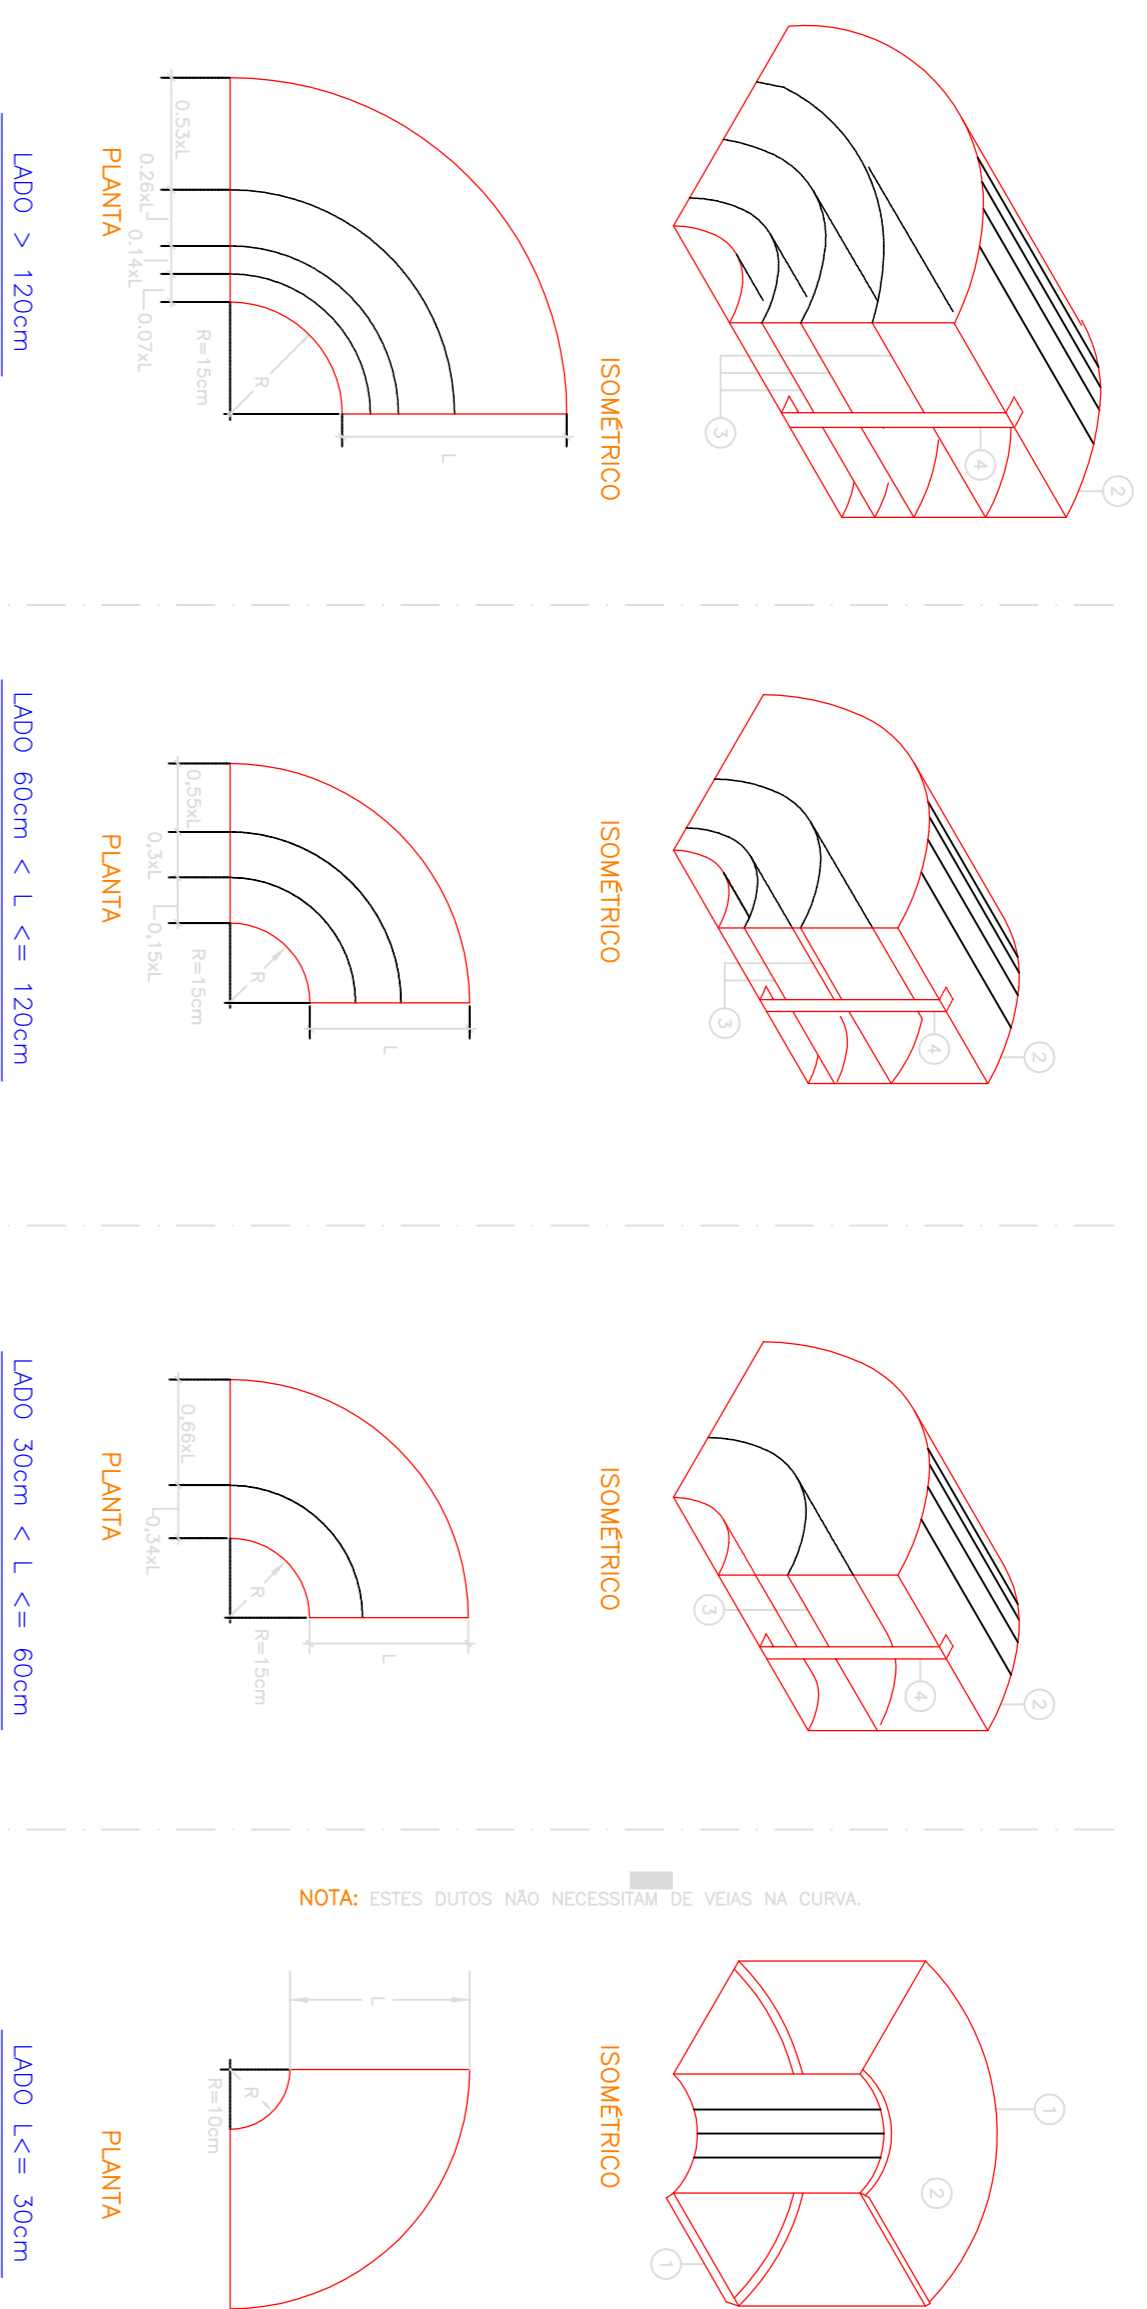 ISOMÉTRICO
2
4
3
PLANTA
0.53xL
0.26xL
0.14xL
0.07xL
R=15cm
R
L
LADO > 120cm
ISOMÉTRICO
2
4
3
PLANTA
0,55xL
0,3xL
0,15xL
R=15cm
R
L
LADO 60cm < L <= 120cm
ISOMÉTRICO
2
4
3
PLANTA
0,66xL
0,34xL
R=15cm
R
L
LADO 30cm < L <= 60cm
NOTA: ESTES DUTOS NÃO NECESSITAM DE VEIAS NA CURVA.
ISOMÉTRICO
1
2
1
PLANTA
L
R
R=10cm
LADO L<= 30cm